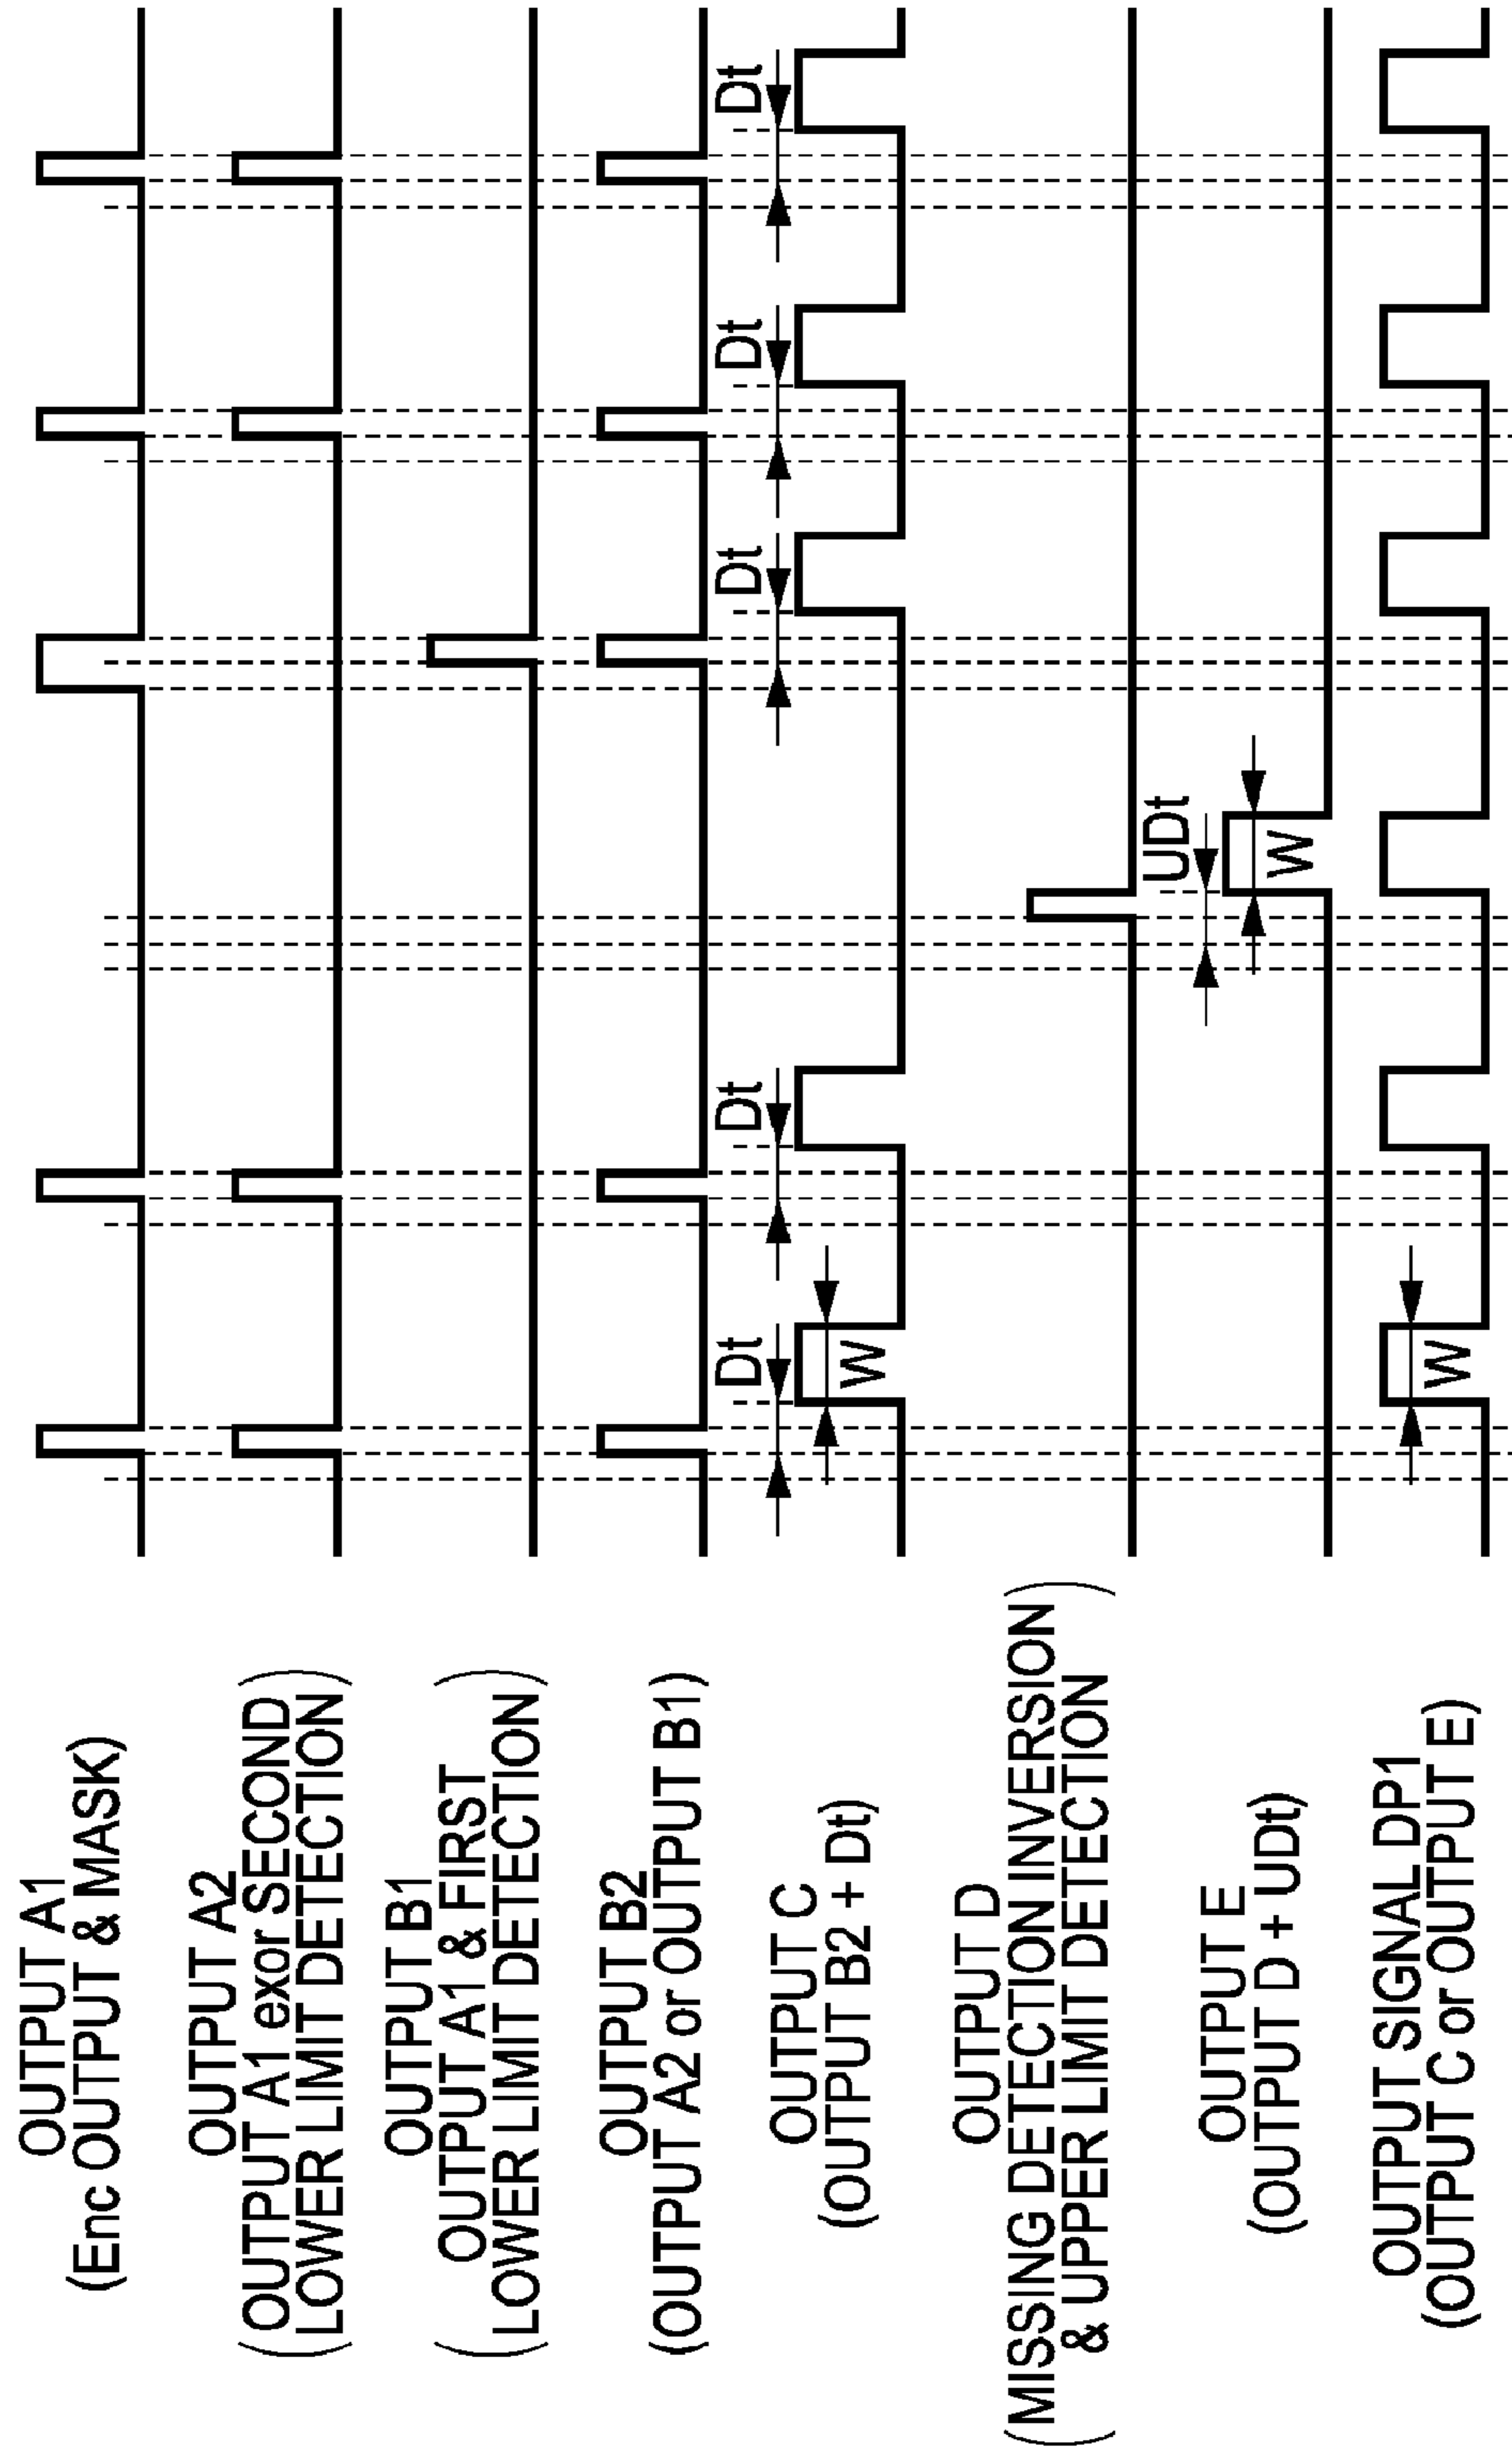 OUTPUT A1
(Enc OUTPUT & MASK)
OUTPUT A2
(OUTPUT A1 exor SECOND
LOWER LIMIT DETECTION)
OUTPUT B1
(OUTPUT A1 & FIRST
LOWER LIMIT DETECTION)
OUTPUT B2
(OUTPUT A2 or OUTPUT B1)
Dt
Dt
Dt
Dt
Dt
OUTPUT C
(OUTPUT B2 + Dt)
W
OUTPUT D
(MISSING DETECTION INVERSION
& UPPER LIMIT DETECTION)
UDt
OUTPUT E
(OUTPUT D + UDt)
W
OUTPUT SIGNAL DP1
(OUTPUT C or OUTPUT E)
W